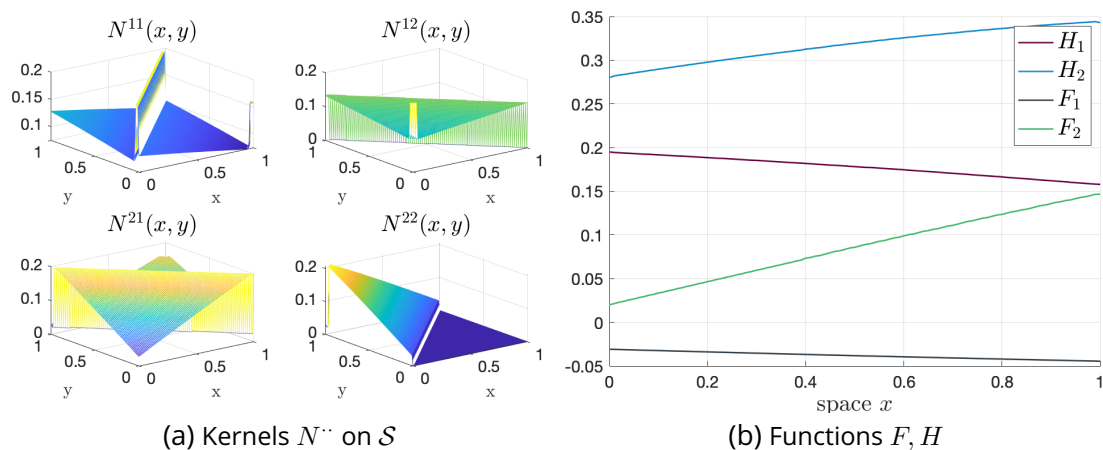 N^{11}(x, y)
N^{12}(x, y)
0.2
0.15
0.1
1
0.5
0
0
0.5
1
y
x
0.2
0.1
0
1
0.5
0
0
0.5
1
y
x
N^{21}(x, y)
N^{22}(x, y)
0.2
0.1
0
1
0.5
0
0
0.5
1
y
x
0.2
0.1
0
1
0.5
0
0
0.5
1
y
x
(a) Kernels N^{··} on 𝒮
0.35
0.3
0.25
0.2
0.15
0.1
0.05
0
-0.05
0
0.2
0.4
0.6
0.8
1
space x
H_1
H_2
F_1
F_2
(b) Functions F, H